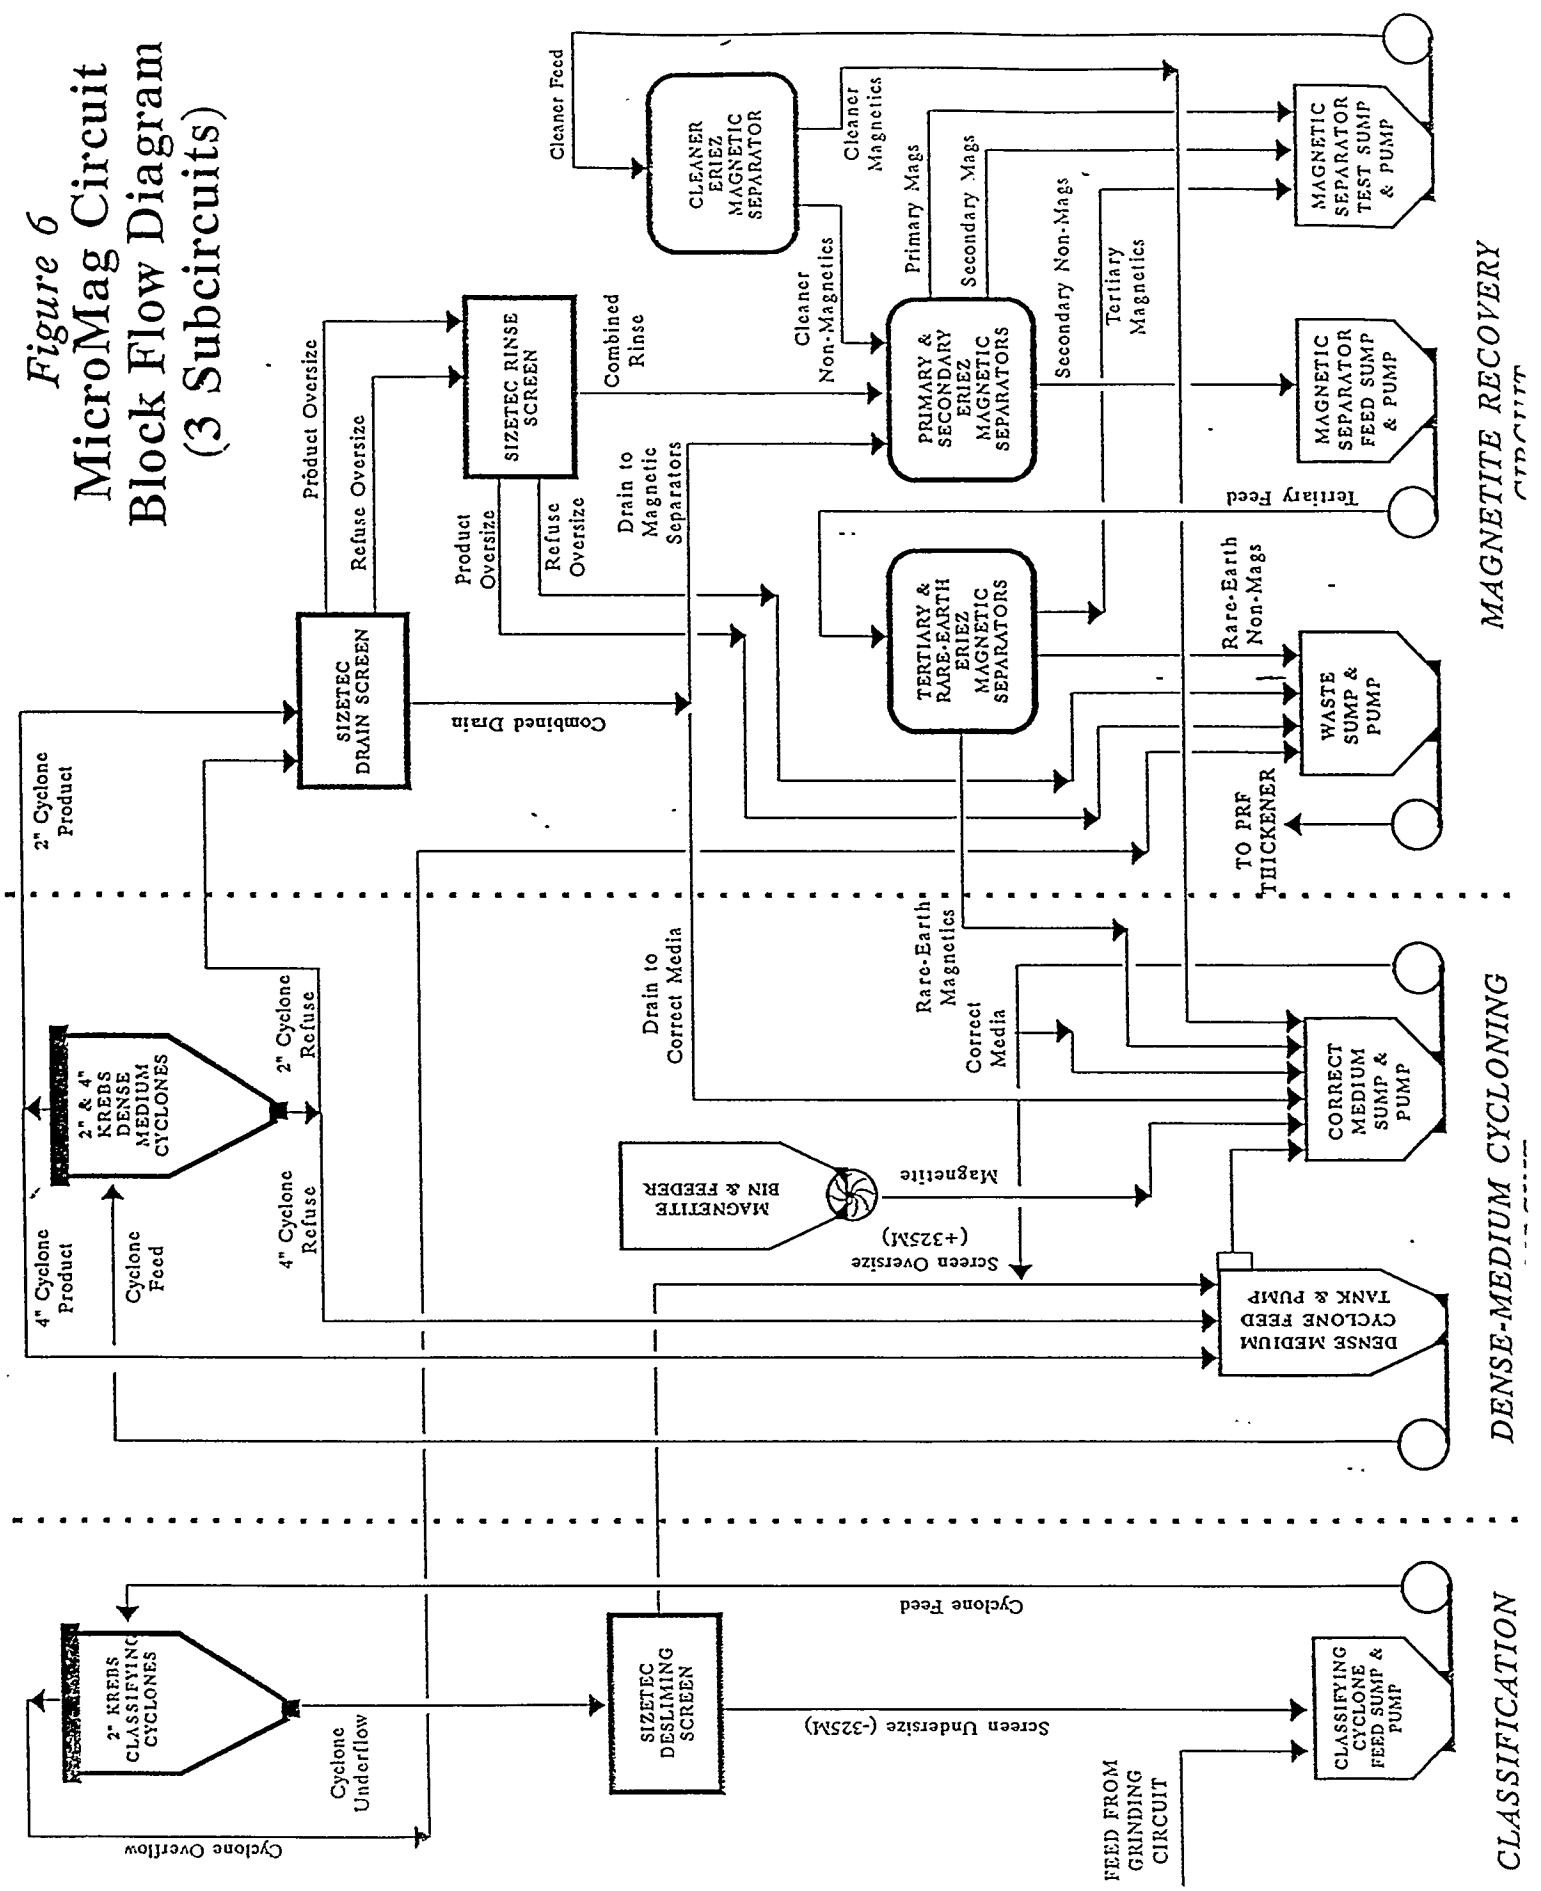 Figure 6
MicroMag Circuit
Block Flow Diagram
(3 Subcircuits)
2" KREBS
CLASSIFYING
CYCLONES
Cyclone Overflow
Cyclone
Underflow
SIZETEC
DESLIMING
SCREEN
Cyclone Feed
Screen Undersize (-325M)
FEED FROM
GRINDING
CIRCUIT
CLASSIFYING
CYCLONE
FEED SUMP &
PUMP
CLASSIFICATION
4" Cyclone
Product
Cyclone
Feed
2" & 4"
KREBS
DENSE
MEDIUM
CYCLONES
4" Cyclone
Refuse
2" Cyclone
Refuse
MAGNETITE
BIN & FEEDER
Magnetite
Screen Oversize
(+325M)
Drain to
Correct Media
Rare-Earth
Magnetics
Correct
Media
DENSE MEDIUM
CYCLONE FEED
TANK & PUMP
CORRECT
MEDIUM
SUMP &
PUMP
DENSE-MEDIUM CYCLONING
2" Cyclone
Product
SIZETEC
DRAIN SCREEN
Combined Drain
Product Oversize
Refuse Oversize
SIZETEC RINSE
SCREEN
Product
Oversize
Refuse
Oversize
Combined
Rinse
Drain to
Magnetic
Separators
Cleaner Feed
CLEANER
ERIEZ
MAGNETIC
SEPARATOR
Cleaner
Non-Magnetics
Cleaner
Magnetics
PRIMARY &
SECONDARY
ERIEZ
MAGNETIC
SEPARATORS
Primary Mags
Secondary Mags
Secondary Non-Mags
Tertiary
Magnetics
TERTIARY &
RARE-EARTH
ERIEZ
MAGNETIC
SEPARATORS
Tertiary Feed
Rare-Earth
Non-Mags
TO PRF
THICKENER
WASTE
SUMP &
PUMP
MAGNETIC
SEPARATOR
FEED SUMP
& PUMP
MAGNETIC
SEPARATOR
TEST SUMP
& PUMP
MAGNETITE RECOVERY